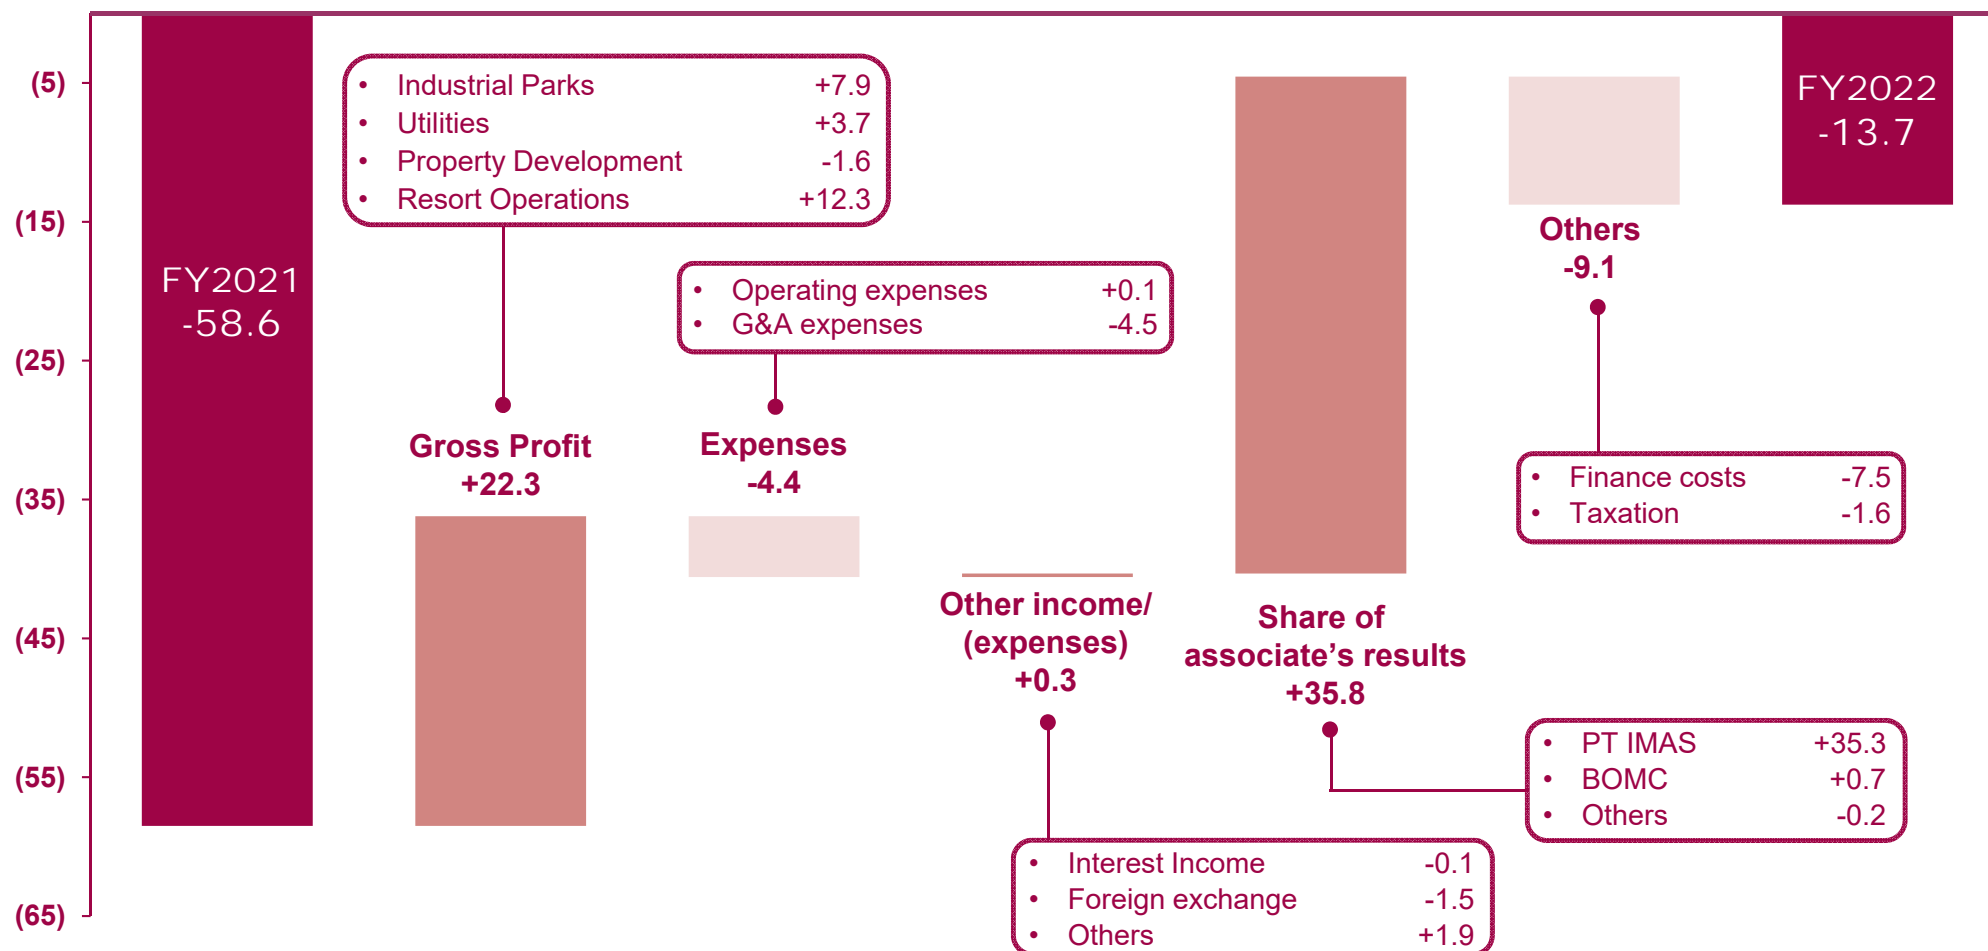 (5)
(15)
(25)
(35)
(45)
(55)
(65)
FY2021
-58.6
• Industrial Parks +7.9
• Utilities +3.7
• Property Development -1.6
• Resort Operations +12.3
Gross Profit
+22.3
• Operating expenses +0.1
• G&A expenses -4.5
Expenses
-4.4
Other income/
(expenses)
+0.3
• Interest Income -0.1
• Foreign exchange -1.5
• Others +1.9
Share of
associate’s results
+35.8
• PT IMAS +35.3
• BOMC +0.7
• Others -0.2
Others
-9.1
• Finance costs -7.5
• Taxation -1.6
FY2022
-13.7